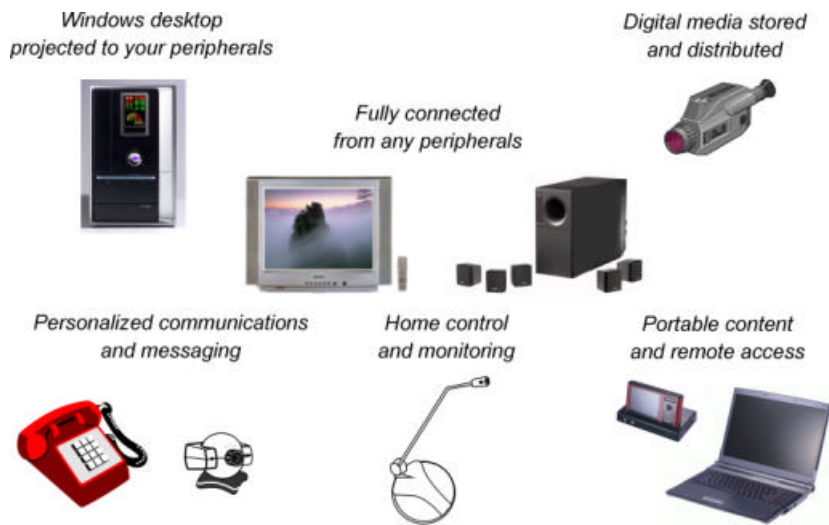 Windows desktop
projected to your peripherals
Digital media stored
and distributed
Fully connected
from any peripherals
Personalized communications
and messaging
Home control
and monitoring
Portable content
and remote access